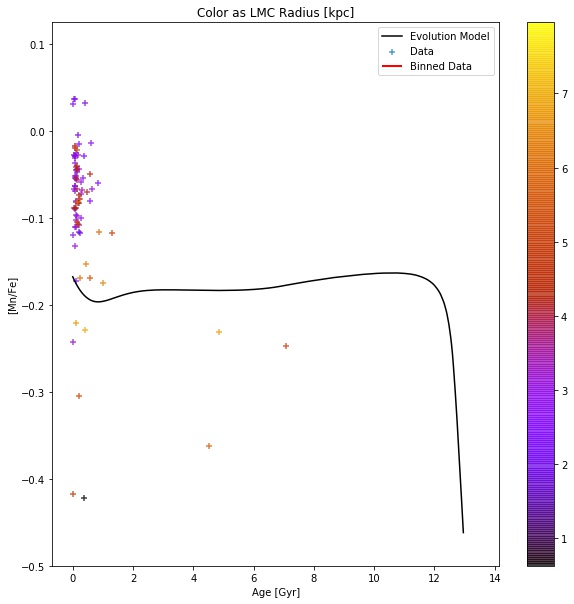 Color as LMC Radius [kpc]
Evolution Model
Data
Binned Data
0.1
0.0
−0.1
−0.2
−0.3
−0.4
−0.5
[Mn/Fe]
0 2 4 6 8 10 12 14
Age [Gyr]
7
6
5
4
3
2
1